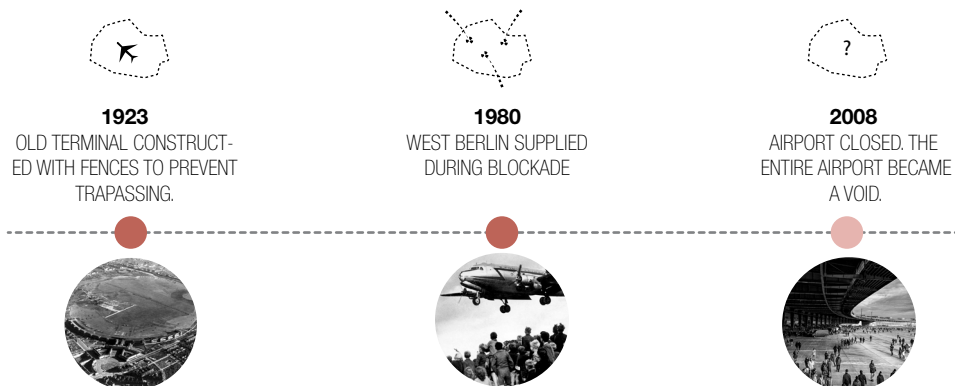 ?
1923
OLD TERMINAL CONSTRUCT-
ED WITH FENCES TO PREVENT
TRAPASSING.
1980
WEST BERLIN SUPPLIED
DURING BLOCKADE
2008
AIRPORT CLOSED. THE
ENTIRE AIRPORT BECAME
A VOID.